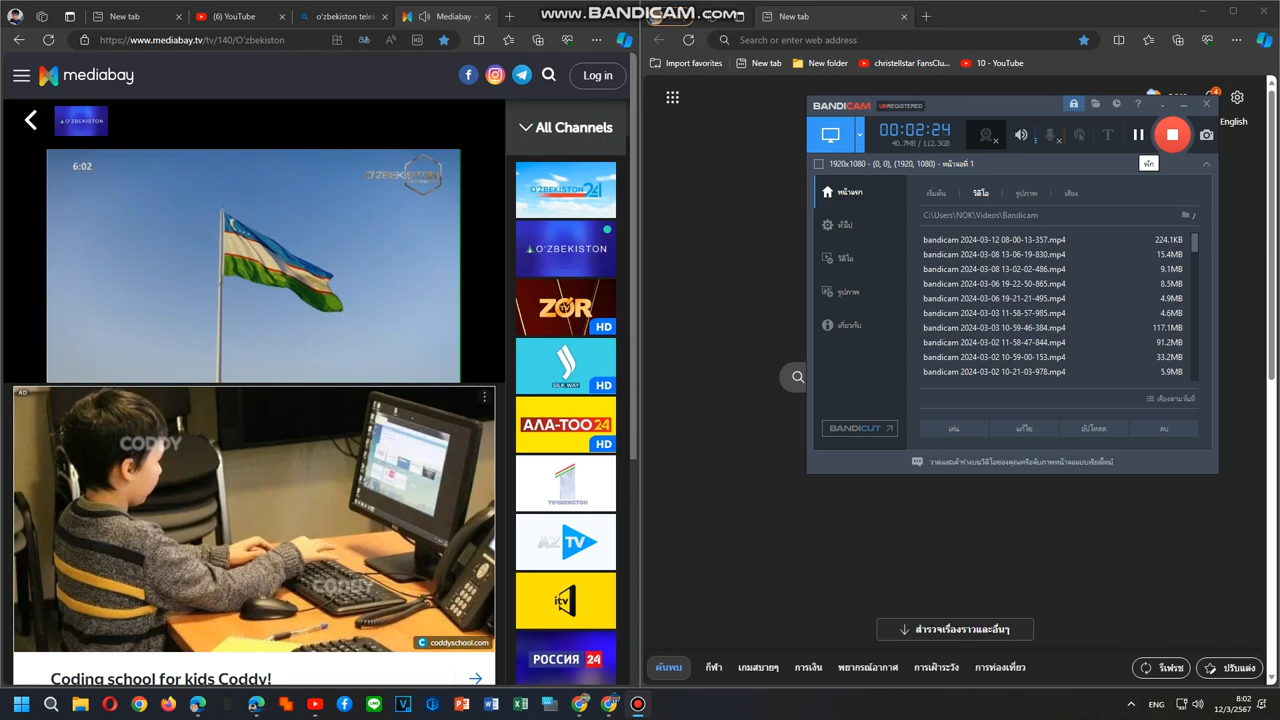 New tab
(6) YouTube
o'zbekiston tele
Mediabay -
www.BANDICAM.com
New tab
https://www.mediabay.tv/tv/140/O'zbekiston
Search or enter web address
Import favorites
New tab
New folder
christellstar FansClu...
10 - YouTube
mediabay
Log in
O'ZBEKISTON
All Channels
6:02
O'ZBEKISTON
O'ZBEKISTON 24
O'ZBEKISTON
ZOR TV
HD
SILK WAY
HD
АЛА-ТОО 24
HD
1
AZ TV
itv
РОССИЯ 24
AD
CODDY
CODDY
coddyschool.com
Coding school for kids Coddy!
4
English
BANDICAM UNREGISTERED
00:02:24
40.7MB / 112.3GB
1920x1080 - (0, 0), (1920, 1080) - หน้าจอที่ 1
พัก
หน้าแรก
ทั่วไป
วีดีโอ
รูปภาพ
เกี่ยวกับ
BANDICUT
เริ่มต้น
วีดีโอ
รูปภาพ
เสียง
C:\Users\NOK\Videos\Bandicam
bandicam 2024-03-12 08-00-13-357.mp4 224.1KB
bandicam 2024-03-08 13-06-19-830.mp4 15.4MB
bandicam 2024-03-08 13-02-02-486.mp4 9.1MB
bandicam 2024-03-06 19-22-50-865.mp4 8.5MB
bandicam 2024-03-06 19-21-21-495.mp4 4.9MB
bandicam 2024-03-03 11-58-57-985.mp4 4.6MB
bandicam 2024-03-03 10-59-46-384.mp4 117.1MB
bandicam 2024-03-02 11-58-47-844.mp4 91.2MB
bandicam 2024-03-02 10-59-00-153.mp4 33.2MB
bandicam 2024-03-02 10-21-03-978.mp4 5.9MB
เรียงตามวันที่
เล่น
แก้ไข
อัปโหลด
ลบ
สำรวจเรื่องราวและอื่นๆ
ค้นพบ
กีฬา
เกมสบายๆ
การเงิน
พยากรณ์อากาศ
การเฝ้าระวัง
การท่องเที่ยว
รีเฟรช
ปรับแต่ง
ENG
8:02
12/3/2567